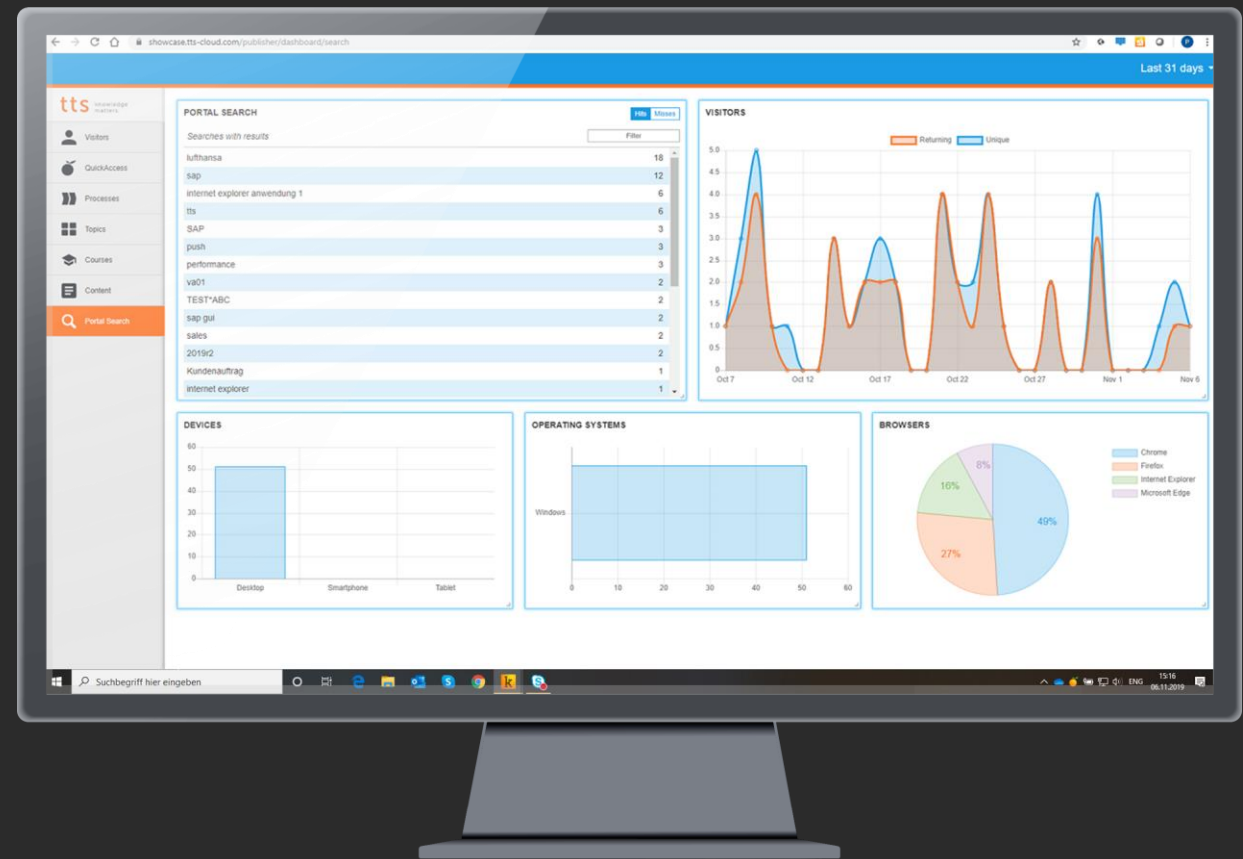 showcase.tts-cloud.com/publisher/dashboard/search
P
Last 31 days
tts knowledge matters
Visitors
QuickAccess
Processes
Topics
Courses
Content
Portal Search
PORTAL SEARCH
Hits Misses
Searches with results
Filter
lufthansa 18
sap 12
internet explorer anwendung 1 6
tts 6
SAP 3
push 3
performance 3
va01 2
TEST*ABC 2
sap gui 2
sales 2
2019r2 2
Kundenauftrag 1
internet explorer 1
VISITORS
Returning Unique
5.0
4.5
4.0
3.5
3.0
2.5
2.0
1.5
1.0
0.5
0
Oct 7 Oct 12 Oct 17 Oct 22 Oct 27 Nov 1 Nov 6
DEVICES
60
50
40
30
20
10
0
Desktop Smartphone Tablet
OPERATING SYSTEMS
Windows
0 10 20 30 40 50 60
BROWSERS
8%
16%
49%
27%
Chrome
Firefox
Internet Explorer
Microsoft Edge
Suchbegriff hier eingeben
k
ENG
15:16
06.11.2019